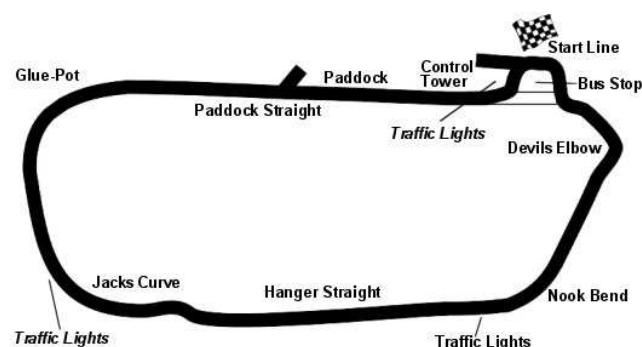 Start Line
Control
Tower
Glue-Pot
Paddock
Bus Stop
Paddock Straight
Traffic Lights
Devils Elbow
Jacks Curve
Hanger Straight
Nook Bend
Traffic Lights
Traffic Lights